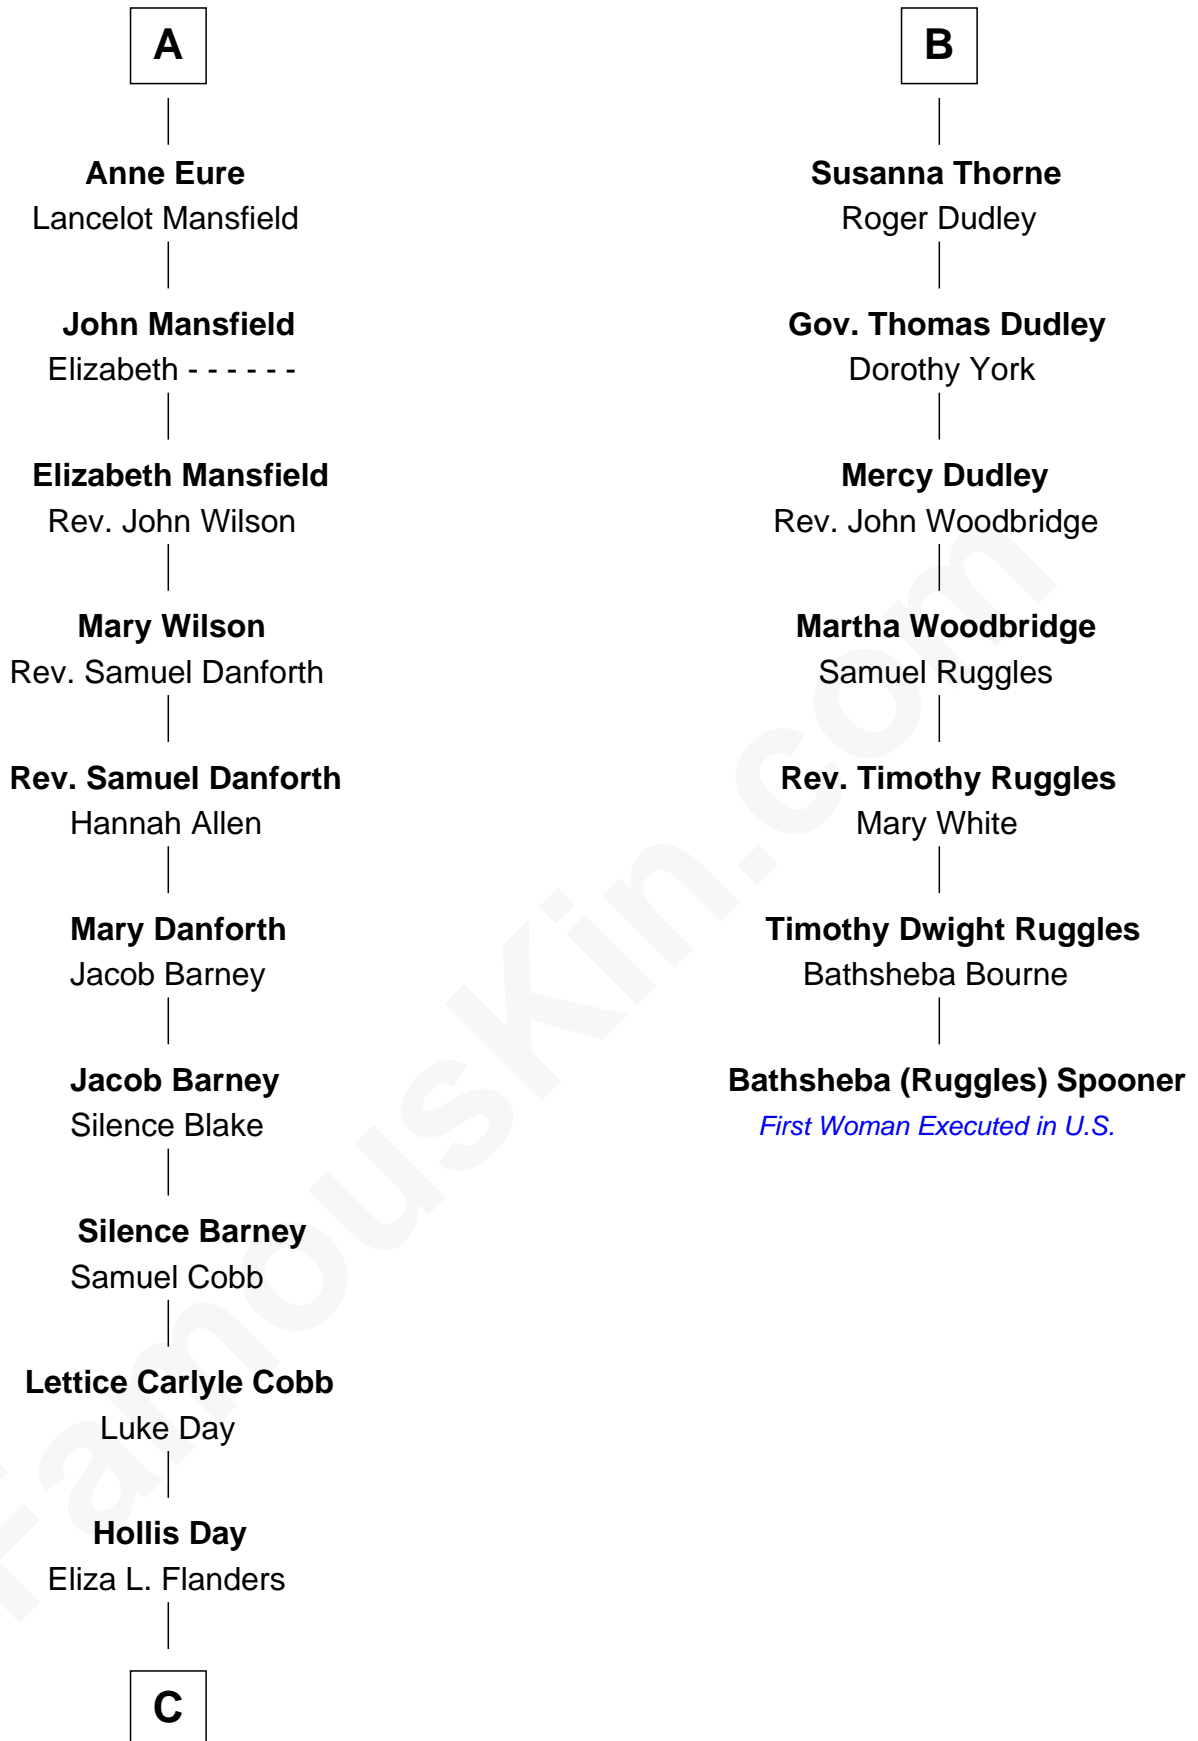 A
Anne Eure
Lancelot Mansfield
John Mansfield
Elizabeth - - - - - -
Elizabeth Mansfield
Rev. John Wilson
Mary Wilson
Rev. Samuel Danforth
Rev. Samuel Danforth
Hannah Allen
Mary Danforth
Jacob Barney
Jacob Barney
Silence Blake
Silence Barney
Samuel Cobb
Lettice Carlyle Cobb
Luke Day
Hollis Day
Eliza L. Flanders
C
B
Susanna Thorne
Roger Dudley
Gov. Thomas Dudley
Dorothy York
Mercy Dudley
Rev. John Woodbridge
Martha Woodbridge
Samuel Ruggles
Rev. Timothy Ruggles
Mary White
Timothy Dwight Ruggles
Bathsheba Bourne
Bathsheba (Ruggles) Spooner
First Woman Executed in U.S.
FamousKin.com